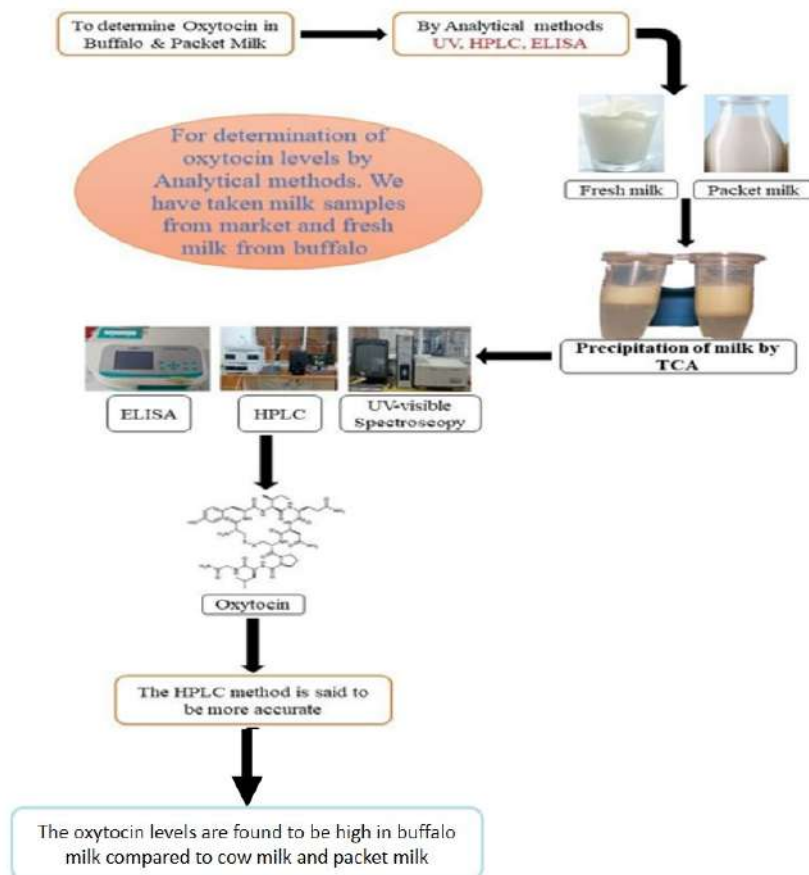 To determine Oxytocin in
Buffalo & Packet Milk
By Analytical methods
UV, HPLC, ELISA
For determination of
oxytocin levels by
Analytical methods. We
have taken milk samples
from market and fresh
milk from buffalo
Fresh milk
Packet milk
Precipitation of milk by
TCA
ELISA
HPLC
UV-visible
Spectroscopy
Oxytocin
The HPLC method is said to
be more accurate
The oxytocin levels are found to be high in buffalo
milk compared to cow milk and packet milk